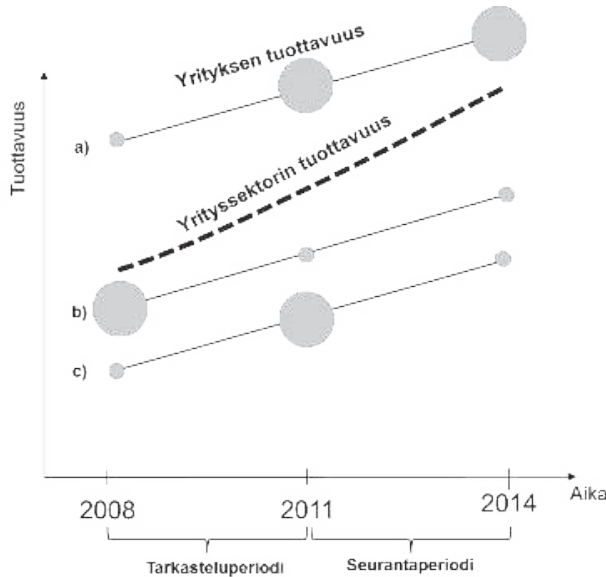 Yrityksen tuottavuus
Tuottavuus
a)
Yrityssektorin tuottavuus
b)
c)
2008
2011
2014
Aika
Tarkasteluperiodi
Seurantaperiodi